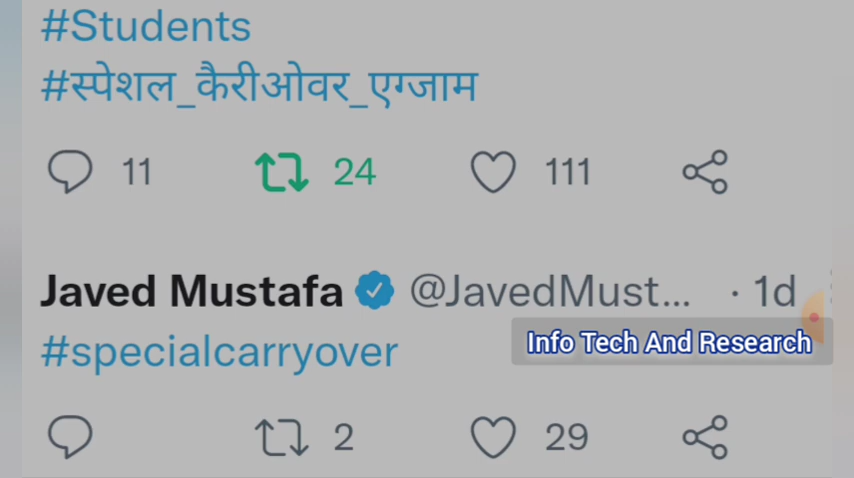 #Students
#स्पेशल_कैरीओवर_एग्जाम
11 24 111
Javed Mustafa @JavedMust... · 1d
#specialcarryover
Info Tech And Research
2 29